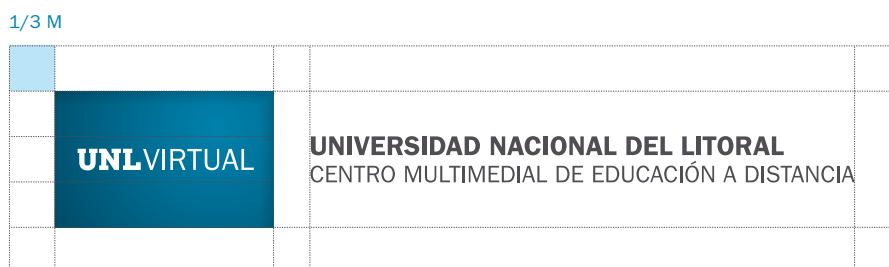 1/3 M
UNLVIRTUAL
UNIVERSIDAD NACIONAL DEL LITORAL
CENTRO MULTIMEDIAL DE EDUCACIÓN A DISTANCIA